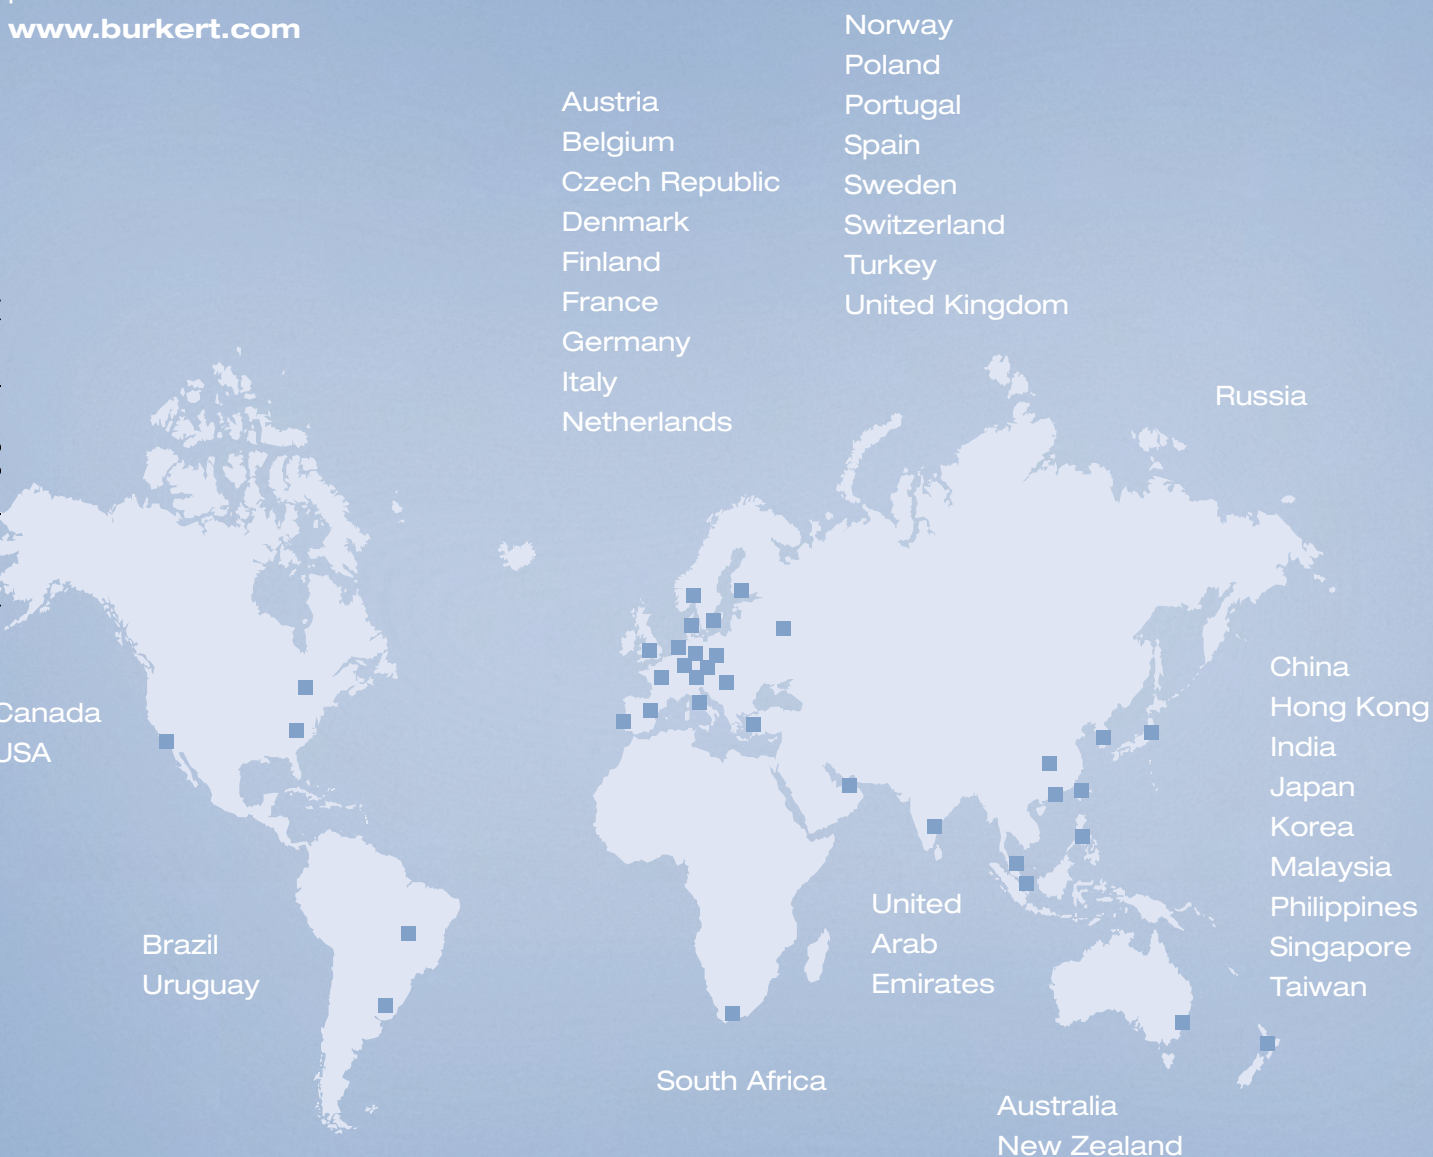 www.burkert.com
Austria
Belgium
Czech Republic
Denmark
Finland
France
Germany
Italy
Netherlands
Norway
Poland
Portugal
Spain
Sweden
Switzerland
Turkey
United Kingdom
Russia
Canada
USA
China
Hong Kong
India
Japan
Korea
Malaysia
Philippines
Singapore
Taiwan
Brazil
Uruguay
United
Arab
Emirates
South Africa
Australia
New Zealand